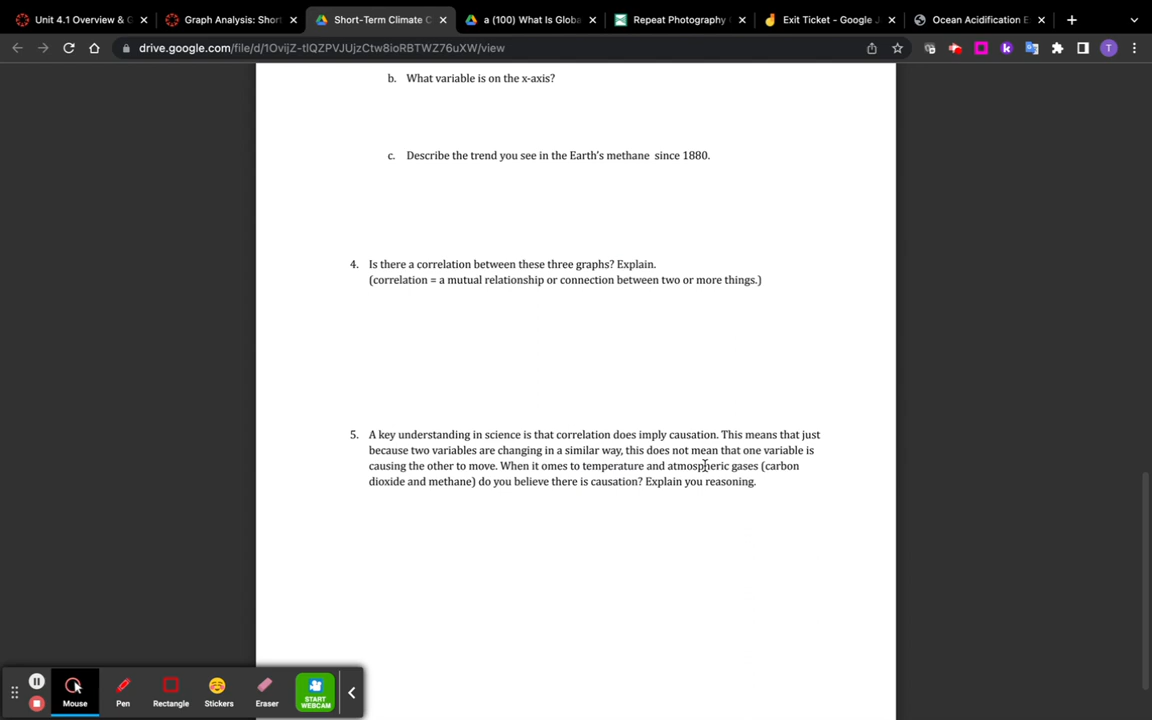 Unit 4.1 Overview & G
Graph Analysis: Short
Short-Term Climate C
a (100) What Is Globa
Repeat Photography
Exit Ticket - Google J
Ocean Acidification E
drive.google.com/file/d/1OvijZ-tlQZPVJUjzCtw8ioRBTWZ76uXW/view
b. What variable is on the x-axis?
c. Describe the trend you see in the Earth's methane since 1880.
4. Is there a correlation between these three graphs? Explain.
(correlation = a mutual relationship or connection between two or more things.)
5. A key understanding in science is that correlation does imply causation. This means that just
because two variables are changing in a similar way, this does not mean that one variable is
causing the other to move. When it omes to temperature and atmospheric gases (carbon
dioxide and methane) do you believe there is causation? Explain you reasoning.
Mouse
Pen
Rectangle
Stickers
Eraser
START
WEBCAM
k
T